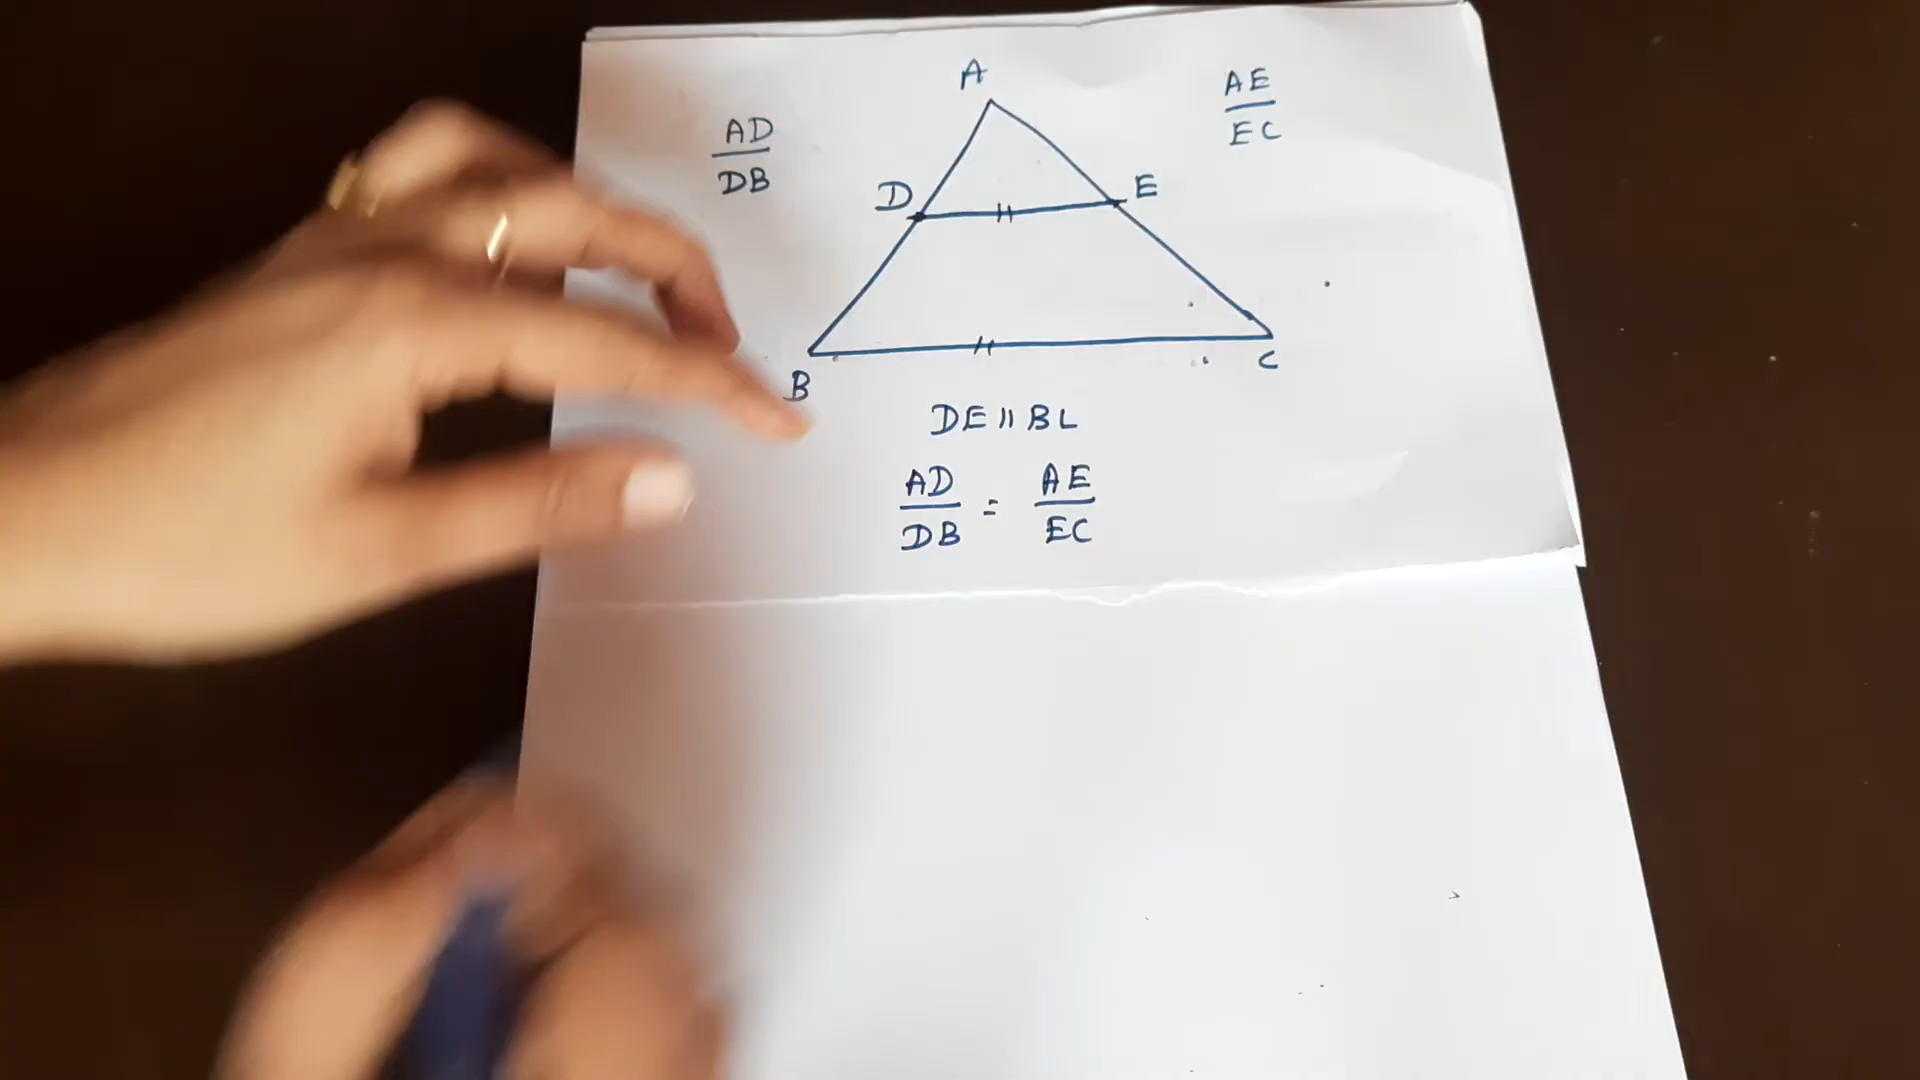 A
AD
DB
AE
EC
D
E
B
C
DE || BL
AD/DB = AE/EC